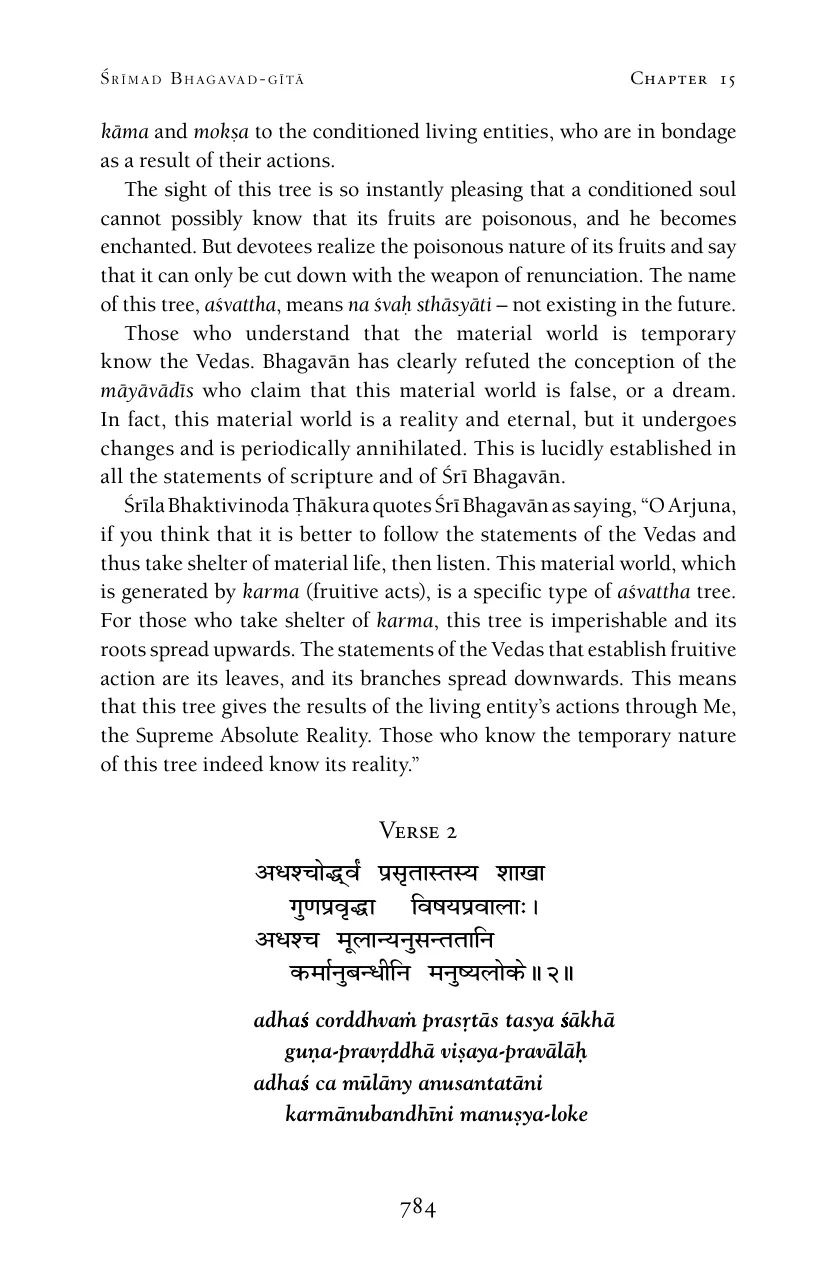 Śrīmad Bhagavad-gītā Chapter 15
kāma and mokṣa to the conditioned living entities, who are in bondage
as a result of their actions.
The sight of this tree is so instantly pleasing that a conditioned soul
cannot possibly know that its fruits are poisonous, and he becomes
enchanted. But devotees realize the poisonous nature of its fruits and say
that it can only be cut down with the weapon of renunciation. The name
of this tree, aśvattha, means na śvaḥ sthāsyāti – not existing in the future.
Those who understand that the material world is temporary
know the Vedas. Bhagavān has clearly refuted the conception of the
māyāvādīs who claim that this material world is false, or a dream.
In fact, this material world is a reality and eternal, but it undergoes
changes and is periodically annihilated. This is lucidly established in
all the statements of scripture and of Śrī Bhagavān.
Śrīla Bhaktivinoda Ṭhākura quotes Śrī Bhagavān as saying, “O Arjuna,
if you think that it is better to follow the statements of the Vedas and
thus take shelter of material life, then listen. This material world, which
is generated by karma (fruitive acts), is a specific type of aśvattha tree.
For those who take shelter of karma, this tree is imperishable and its
roots spread upwards. The statements of the Vedas that establish fruitive
action are its leaves, and its branches spread downwards. This means
that this tree gives the results of the living entity’s actions through Me,
the Supreme Absolute Reality. Those who know the temporary nature
of this tree indeed know its reality.”
Verse 2
अधश्चोद्ध्वं प्रसृतास्तस्य शाखा
गुणप्रवृद्धा विषयप्रवालाः।
अधश्च मूलान्यनुसन्ततानि
कर्मानुबन्धीनि मनुष्यलोके॥२॥
adhaś corddhvaṁ prasṛtās tasya śākhā
guṇa-pravṛddhā viṣaya-pravālāḥ
adhaś ca mūlāny anusantatāni
karmānubandhīni manuṣya-loke
784